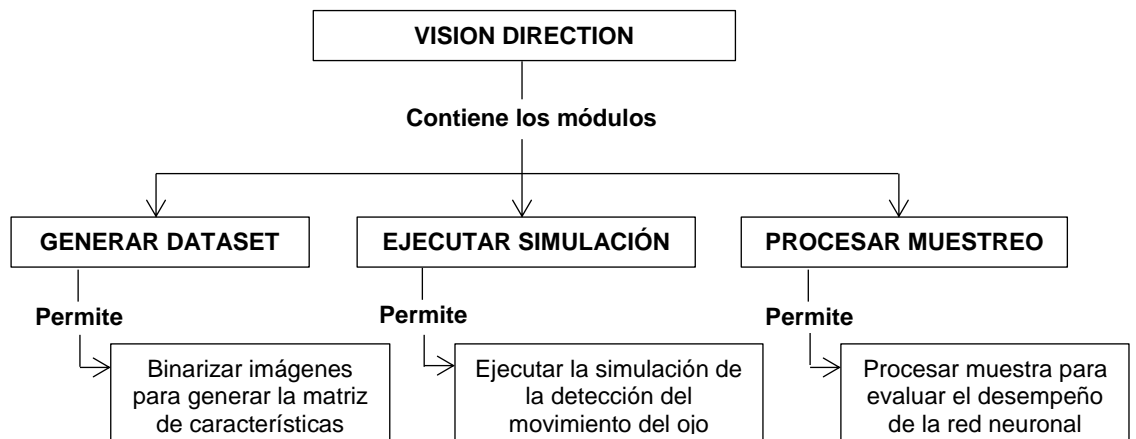 VISION DIRECTION
Contiene los módulos
GENERAR DATASET
EJECUTAR SIMULACIÓN
PROCESAR MUESTREO
Permite
Permite
Permite
Binarizar imágenes
para generar la matriz
de características
Ejecutar la simulación de
la detección del
movimiento del ojo
Procesar muestra para
evaluar el desempeño
de la red neuronal